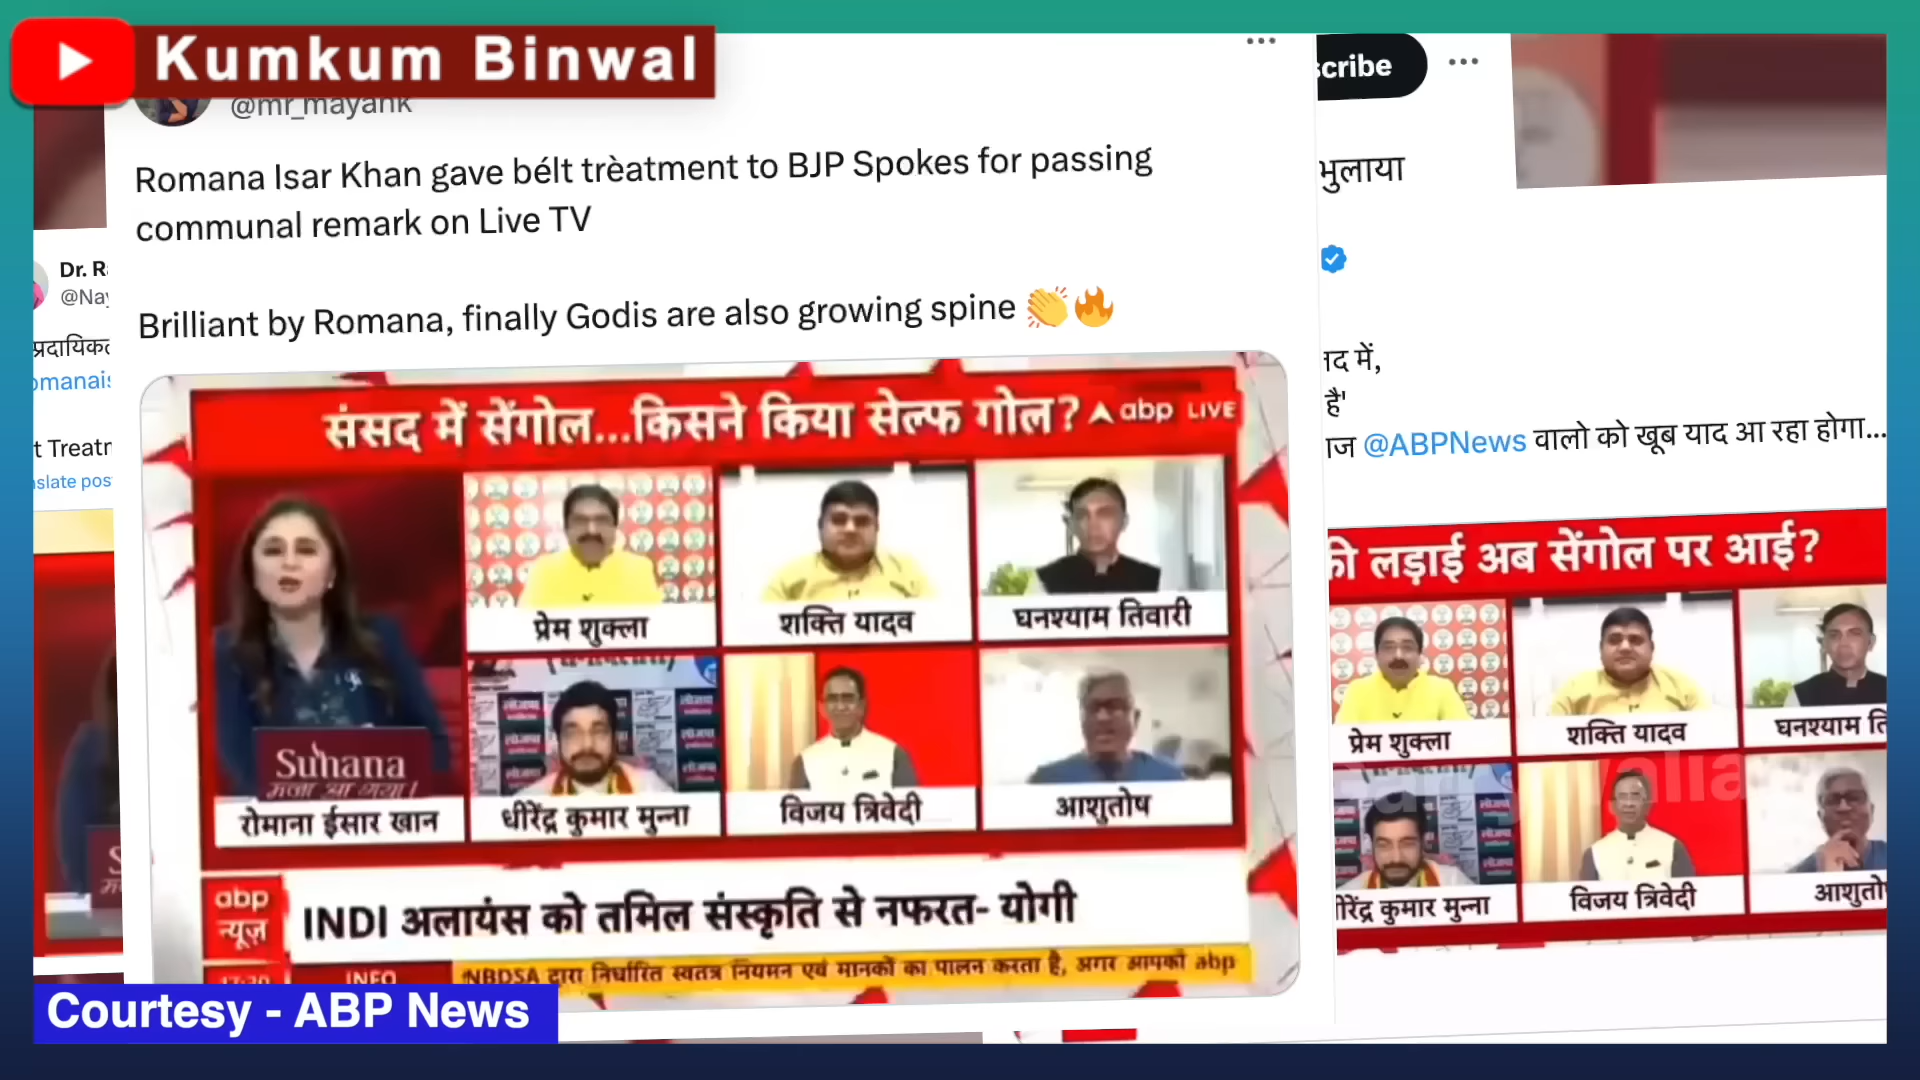 Kumkum Binwal
@mr_mayank
Romana Isar Khan gave bélt trèatment to BJP Spokes for passing
communal remark on Live TV
Brilliant by Romana, finally Godis are also growing spine 👏🔥
संसद में सेंगोल...किसने किया सेल्फ गोल?
abp LIVE
प्रेम शुक्ला
शक्ति यादव
घनश्याम तिवारी
Suhana
रोमाना ईसार खान
धीरेंद्र कुमार मुन्ना
विजय त्रिवेदी
आशुतोष
abp
न्यूज़
INDI अलायंस को तमिल संस्कृति से नफरत- योगी
INFO
NBDSA द्वारा निर्धारित स्वतंत्र नियमन एवं मानकों का पालन करता है, अगर आपको abp
Courtesy - ABP News
Dr. R
@Nay
t Treatr
slate pos
cribe
भुलाया
में,
है'
@ABPNews वालो को खूब याद आ रहा होगा...
लड़ाई अब सेंगोल पर आई?
प्रेम शुक्ला
शक्ति यादव
घनश्याम ति
कुमार मुन्ना
विजय त्रिवेदी
आशुतो